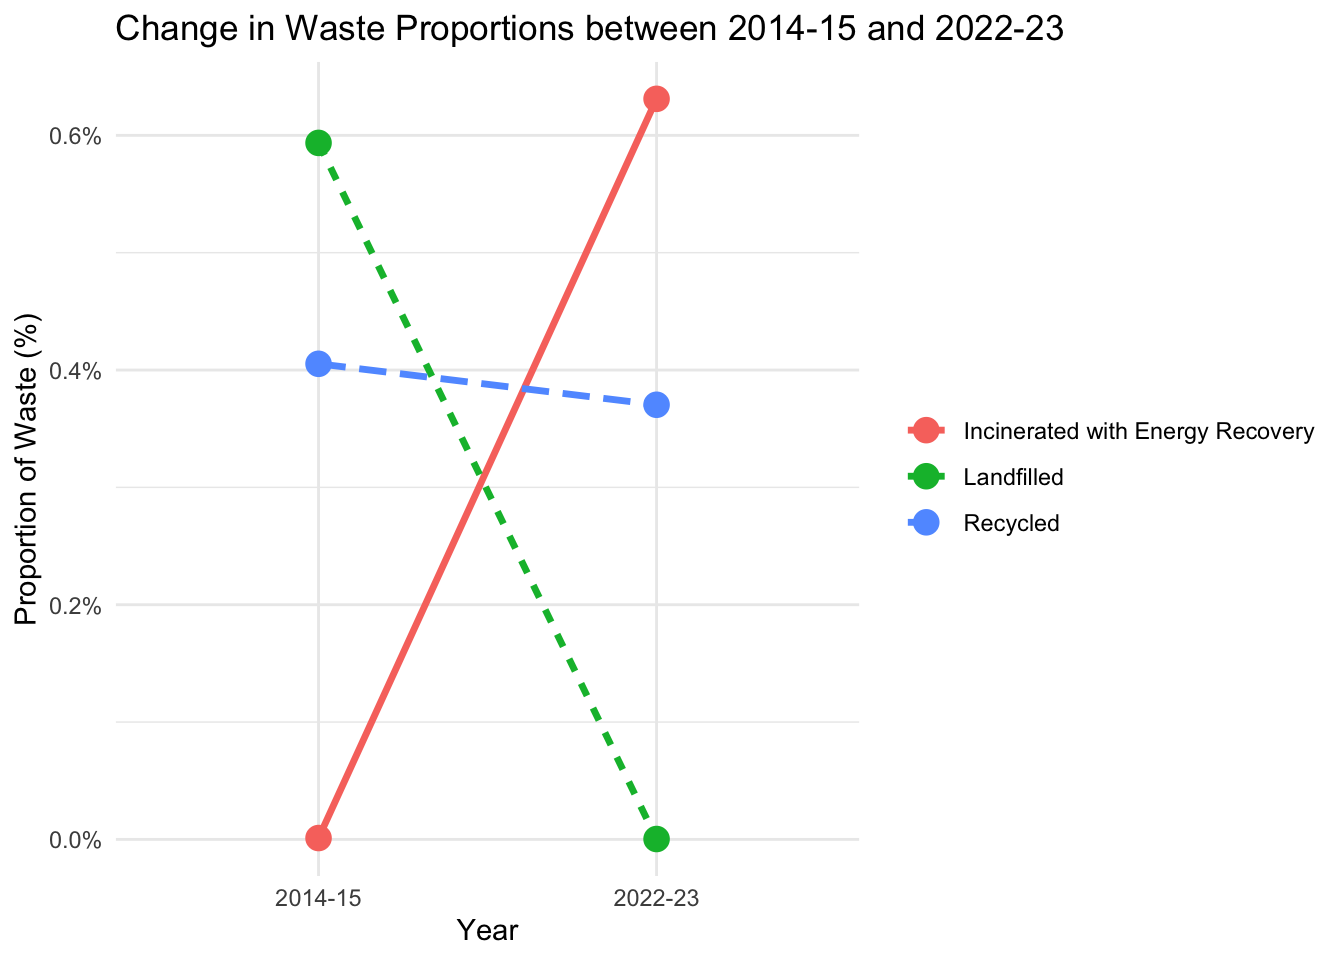 Change in Waste Proportions between 2014-15 and 2022-23
Proportion of Waste (%)
0.6%
0.4%
0.2%
0.0%
2014-15
2022-23
Year
Incinerated with Energy Recovery
Landfilled
Recycled